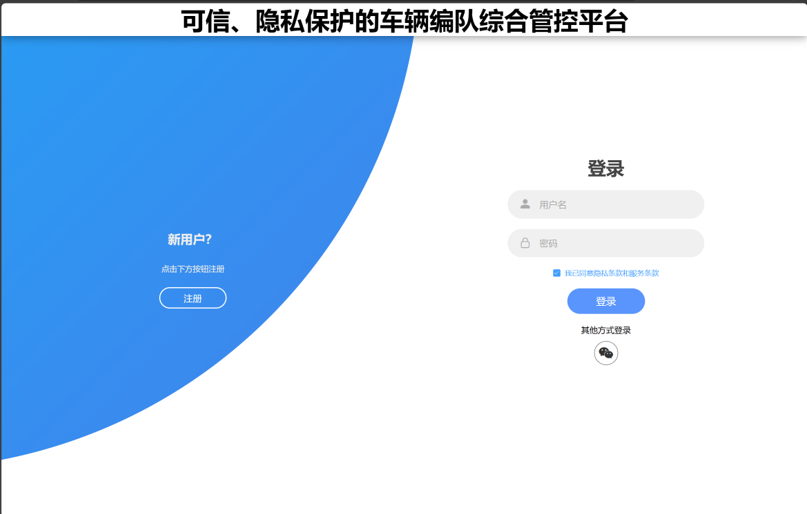 可信、隐私保护的车辆编队综合管控平台
新用户?
点击下方按钮注册
注册
登录
用户名
密码
我已同意隐私条款和服务条款
登录
其他方式登录